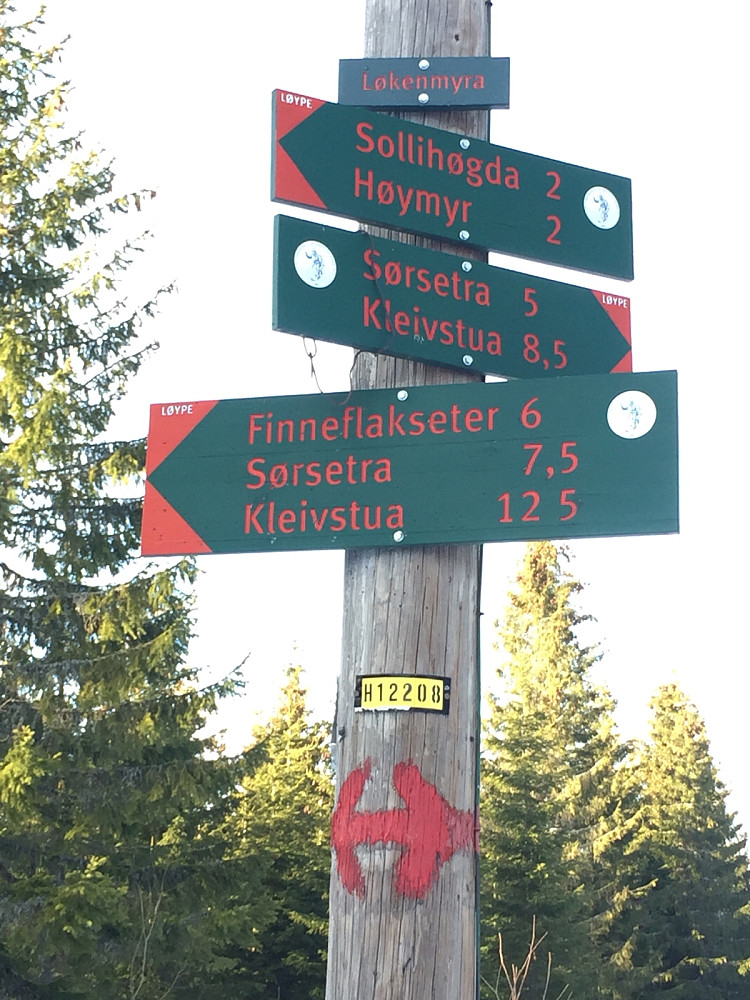 Løkenmyra
LØYPE
Sollihøgda 2
Høymyr 2
Sørsetra 5
LØYPE
Kleivstua 8,5
LØYPE
Finneflakseter 6
Sørsetra 7,5
Kleivstua 12 5
H12208